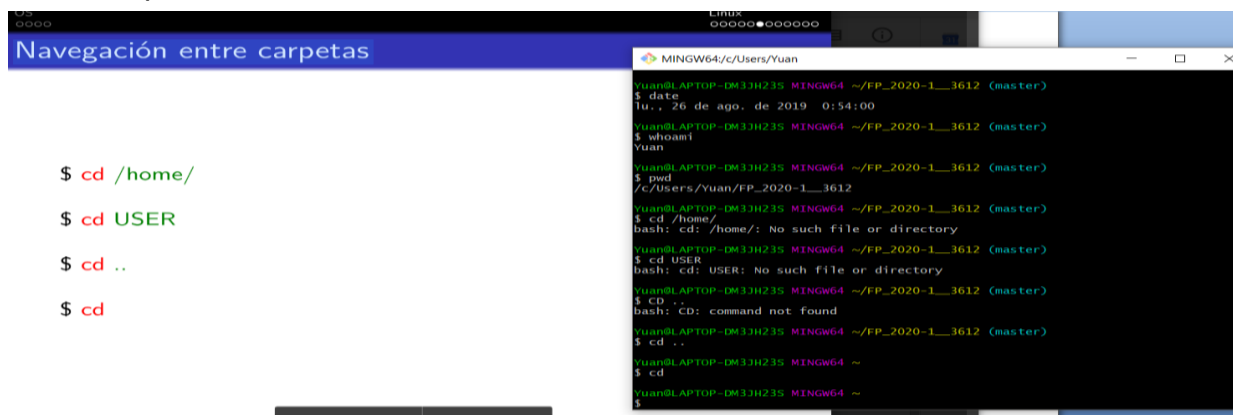 OS
Linux
Navegación entre carpetas
$ cd /home/
$ cd USER
$ cd ..
$ cd
MINGW64:/c/Users/Yuan
Yuan@LAPTOP-DM3JH23S MINGW64 ~/FP_2020-1__3612 (master)
$ date
lu., 26 de ago. de 2019 0:54:00
Yuan@LAPTOP-DM3JH23S MINGW64 ~/FP_2020-1__3612 (master)
$ whoami
Yuan
Yuan@LAPTOP-DM3JH23S MINGW64 ~/FP_2020-1__3612 (master)
$ pwd
/c/Users/Yuan/FP_2020-1__3612
Yuan@LAPTOP-DM3JH23S MINGW64 ~/FP_2020-1__3612 (master)
$ cd /home/
bash: cd: /home/: No such file or directory
Yuan@LAPTOP-DM3JH23S MINGW64 ~/FP_2020-1__3612 (master)
$ cd USER
bash: cd: USER: No such file or directory
Yuan@LAPTOP-DM3JH23S MINGW64 ~/FP_2020-1__3612 (master)
$ CD ..
bash: CD: command not found
Yuan@LAPTOP-DM3JH23S MINGW64 ~/FP_2020-1__3612 (master)
$ cd ..
Yuan@LAPTOP-DM3JH23S MINGW64 ~
$ cd
Yuan@LAPTOP-DM3JH23S MINGW64 ~
$